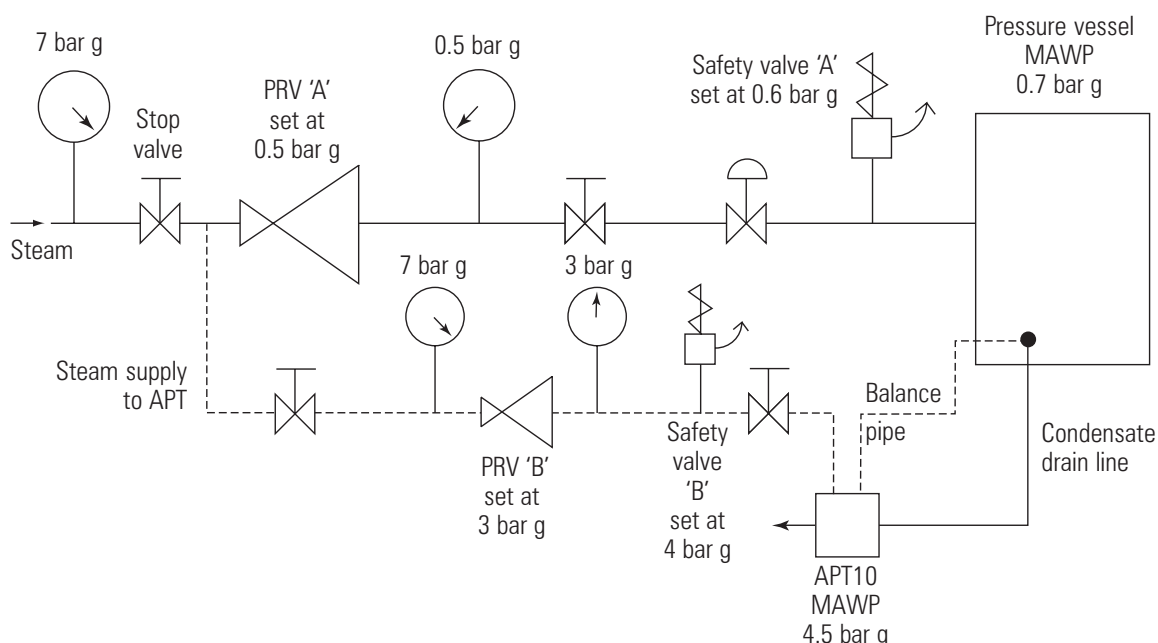 7 bar g
Stop
valve
PRV 'A'
set at
0.5 bar g
0.5 bar g
Safety valve 'A'
set at 0.6 bar g
Pressure vessel
MAWP
0.7 bar g
Steam
7 bar g
3 bar g
Steam supply
to APT
PRV 'B'
set at
3 bar g
Safety
valve
'B'
set at
4 bar g
Balance
pipe
Condensate
drain line
APT10
MAWP
4.5 bar g